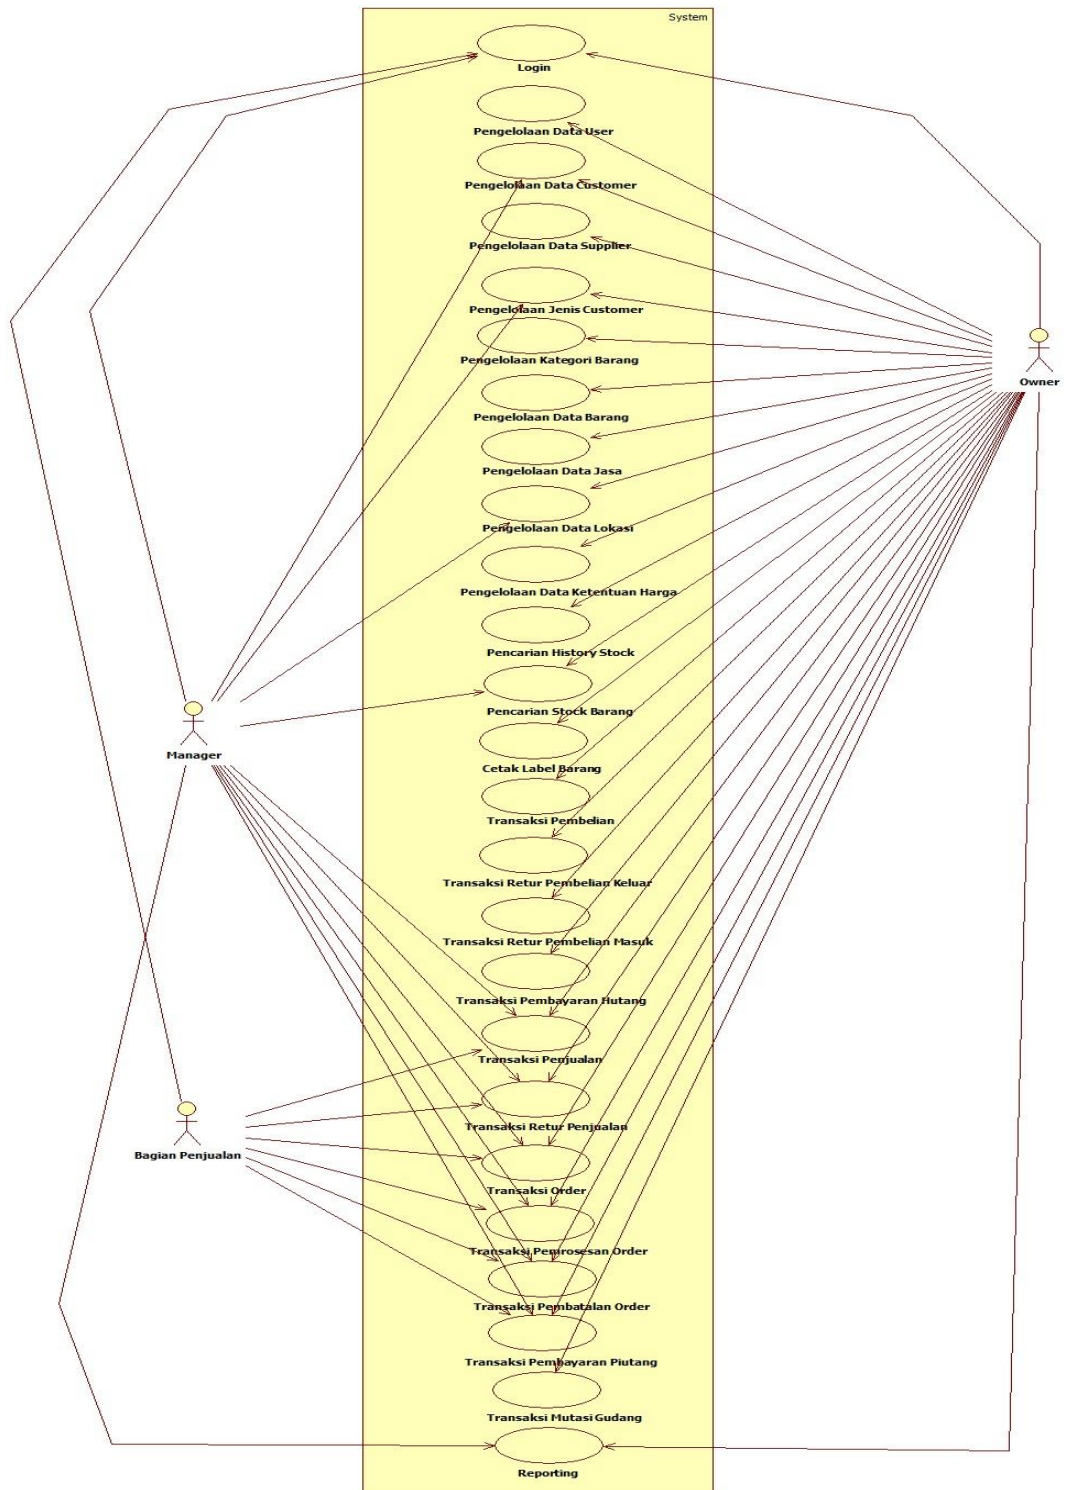 System
Login
Pengelolaan Data User
Pengelolaan Data Customer
Pengelolaan Data Supplier
Pengelolaan Jenis Customer
Pengelolaan Kategori Barang
Owner
Pengelolaan Data Barang
Pengelolaan Data Jasa
Pengelolaan Data Lokasi
Pengelolaan Data Ketentuan Harga
Pencarian History Stock
Pencarian Stock Barang
Manager
Cetak Label Barang
Transaksi Pembelian
Transaksi Retur Pembelian Keluar
Transaksi Retur Pembelian Masuk
Transaksi Pembayaran Hutang
Transaksi Penjualan
Transaksi Retur Penjualan
Bagian Penjualan
Transaksi Order
Transaksi Pemrosesan Order
Transaksi Pembatalan Order
Transaksi Pembayaran Piutang
Transaksi Mutasi Gudang
Reporting